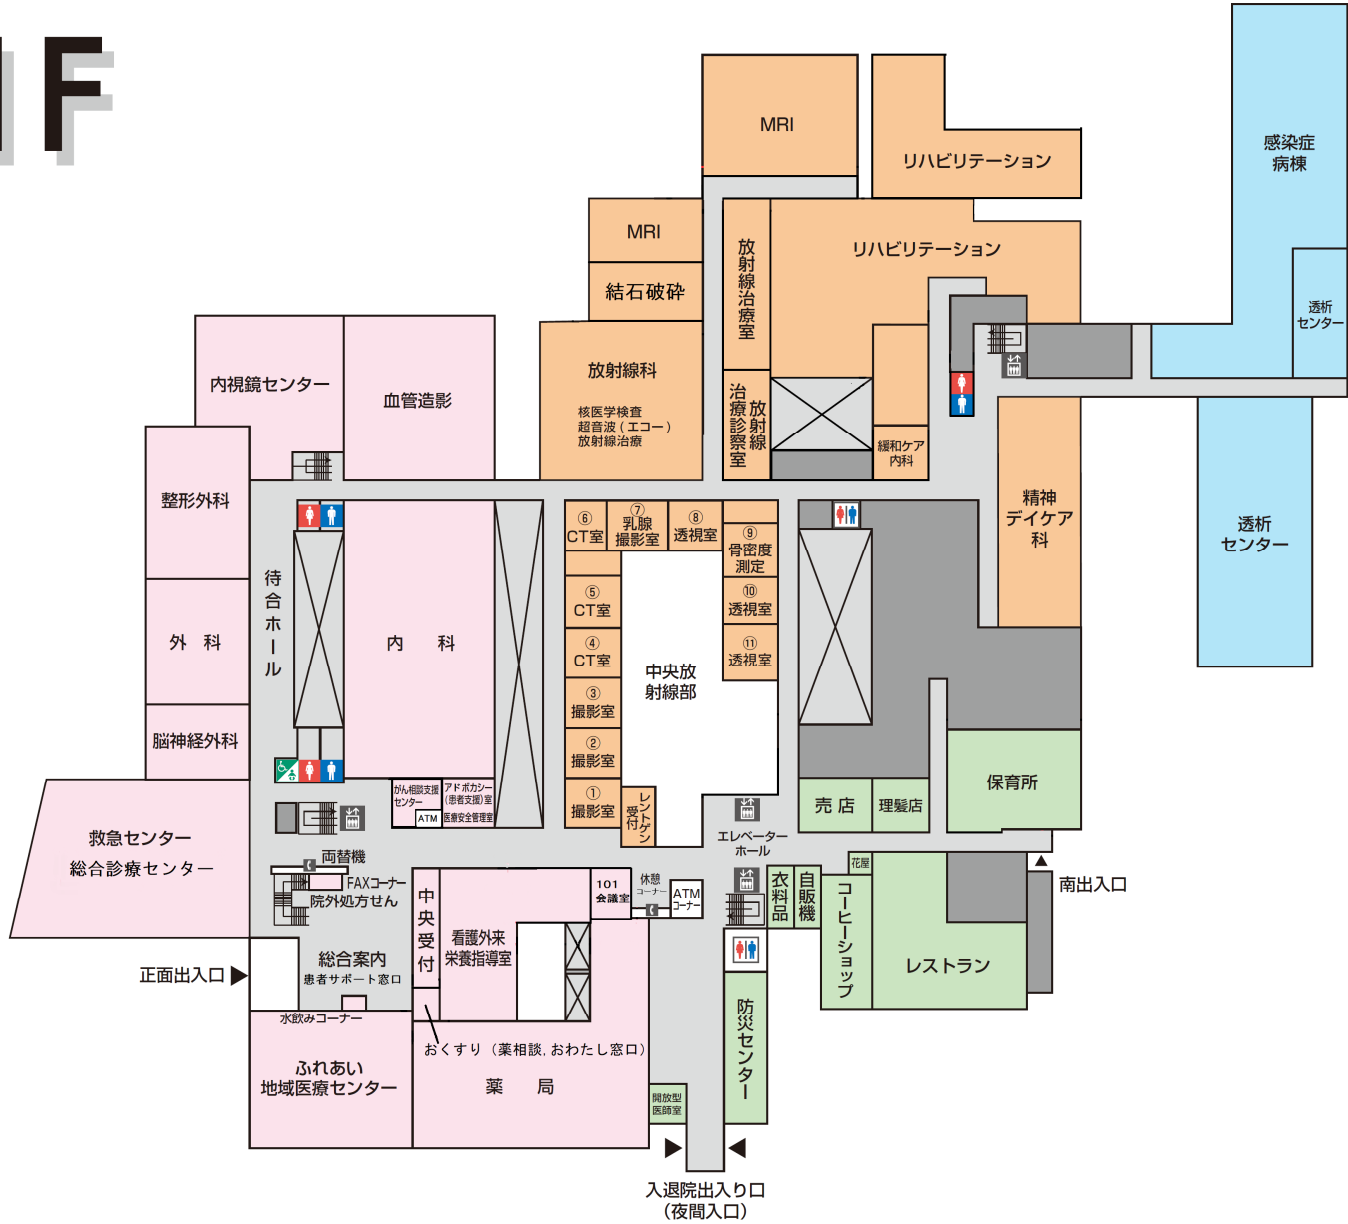 1F
MRI
リハビリテーション
感染症
病棟
MRI
放射線治療室
リハビリテーション
結石破砕
透析
センター
内視鏡センター
血管造影
放射線科
核医学検査
超音波(エコー)
放射線治療
放射線
治療診察室
緩和ケア
内科
整形外科
⑥
CT室
⑦
乳腺
撮影室
⑧
透視室
⑨
骨密度
測定
精神
デイケア
科
透析
センター
待合ホール
⑤
CT室
⑩
透視室
外 科
内 科
④
CT室
⑪
透視室
中央放
射線部
③
撮影室
脳神経外科
②
撮影室
がん相談支援
センター
ATM
アドボカシー
(患者支援)室
医療安全管理室
①
撮影室
レントゲン
受付
エレベーター
ホール
売店
理髪店
保育所
救急センター
総合診療センター
両替機
FAXコーナー
院外処方せん
中央受付
101
会議室
休憩
コーナー
ATM
コーナー
衣料品
自販機
花屋
コーヒーショップ
南出入口
看護外来
栄養指導室
レストラン
正面出入口
総合案内
患者サポート窓口
水飲みコーナー
防災センター
おくすり(薬相談,おわたし窓口)
ふれあい
地域医療センター
薬 局
開放型
医師室
入退院出入り口
(夜間入口)